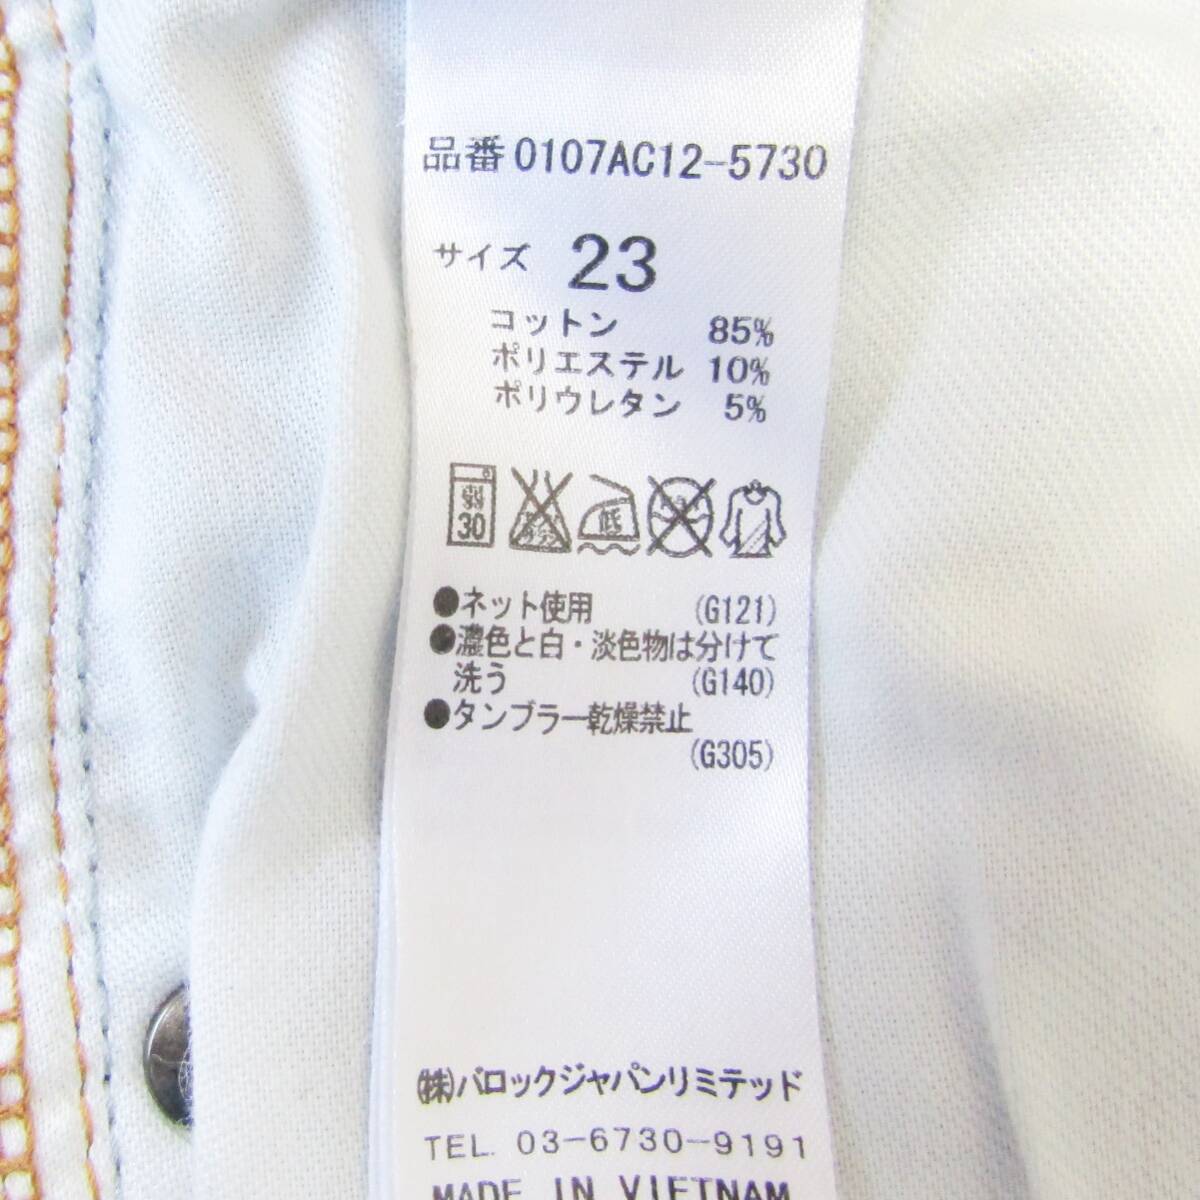 品番 0107AC12-5730
サイズ 23
コットン 85%
ポリエステル 10%
ポリウレタン 5%
弱 30 低
●ネット使用 (G121)
●濃色と白・淡色物は分けて
洗う (G140)
●タンブラー乾燥禁止
(G305)
㈱バロックジャパンリミテッド
TEL. 03-6730-9191
MADE IN VIETNAM